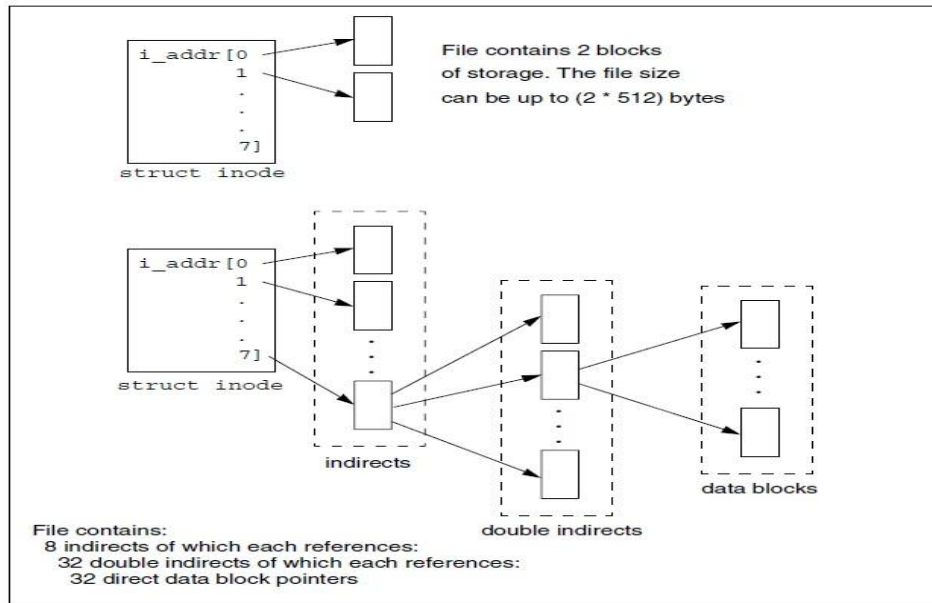 i_addr[0
1
.
.
.
7]
struct inode
File contains 2 blocks
of storage. The file size
can be up to (2 * 512) bytes
i_addr[0
1
.
.
.
7]
struct inode
indirects
double indirects
data blocks
File contains:
8 indirects of which each references:
32 double indirects of which each references:
32 direct data block pointers